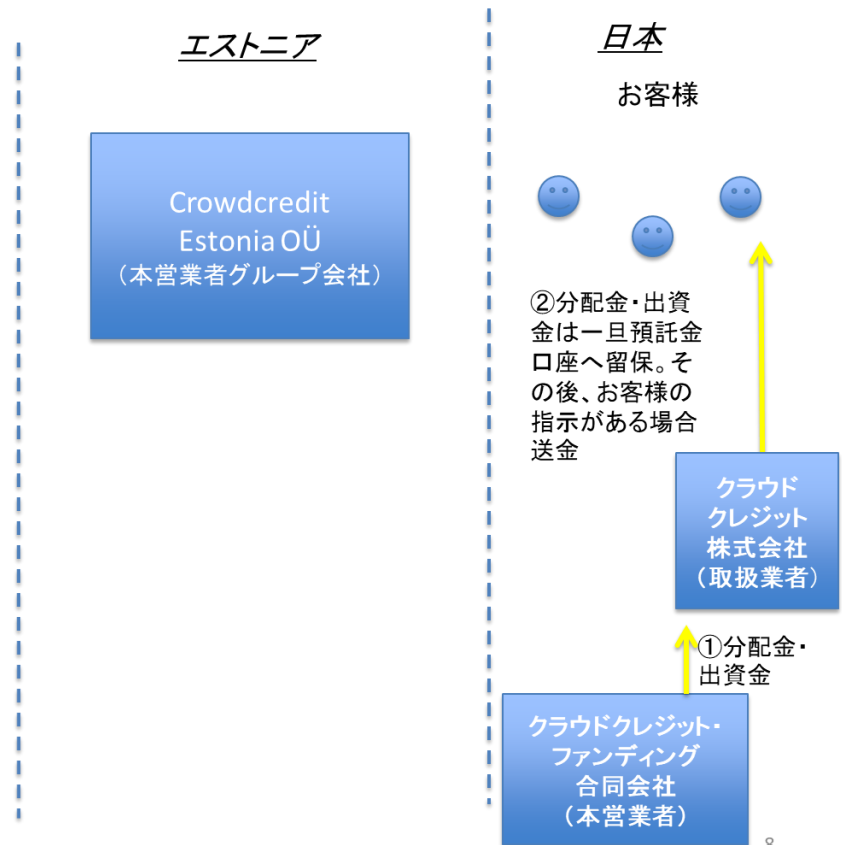 エストニア
日本
お客様
Crowdcredit
Estonia OÜ
（本営業者グループ会社）
②分配金・出資
金は一旦預託金
口座へ留保。そ
の後、お客様の
指示がある場合
送金
クラウド
クレジット
株式会社
（取扱業者）
①分配金・
出資金
クラウドクレジット・
ファンディング
合同会社
（本営業者）